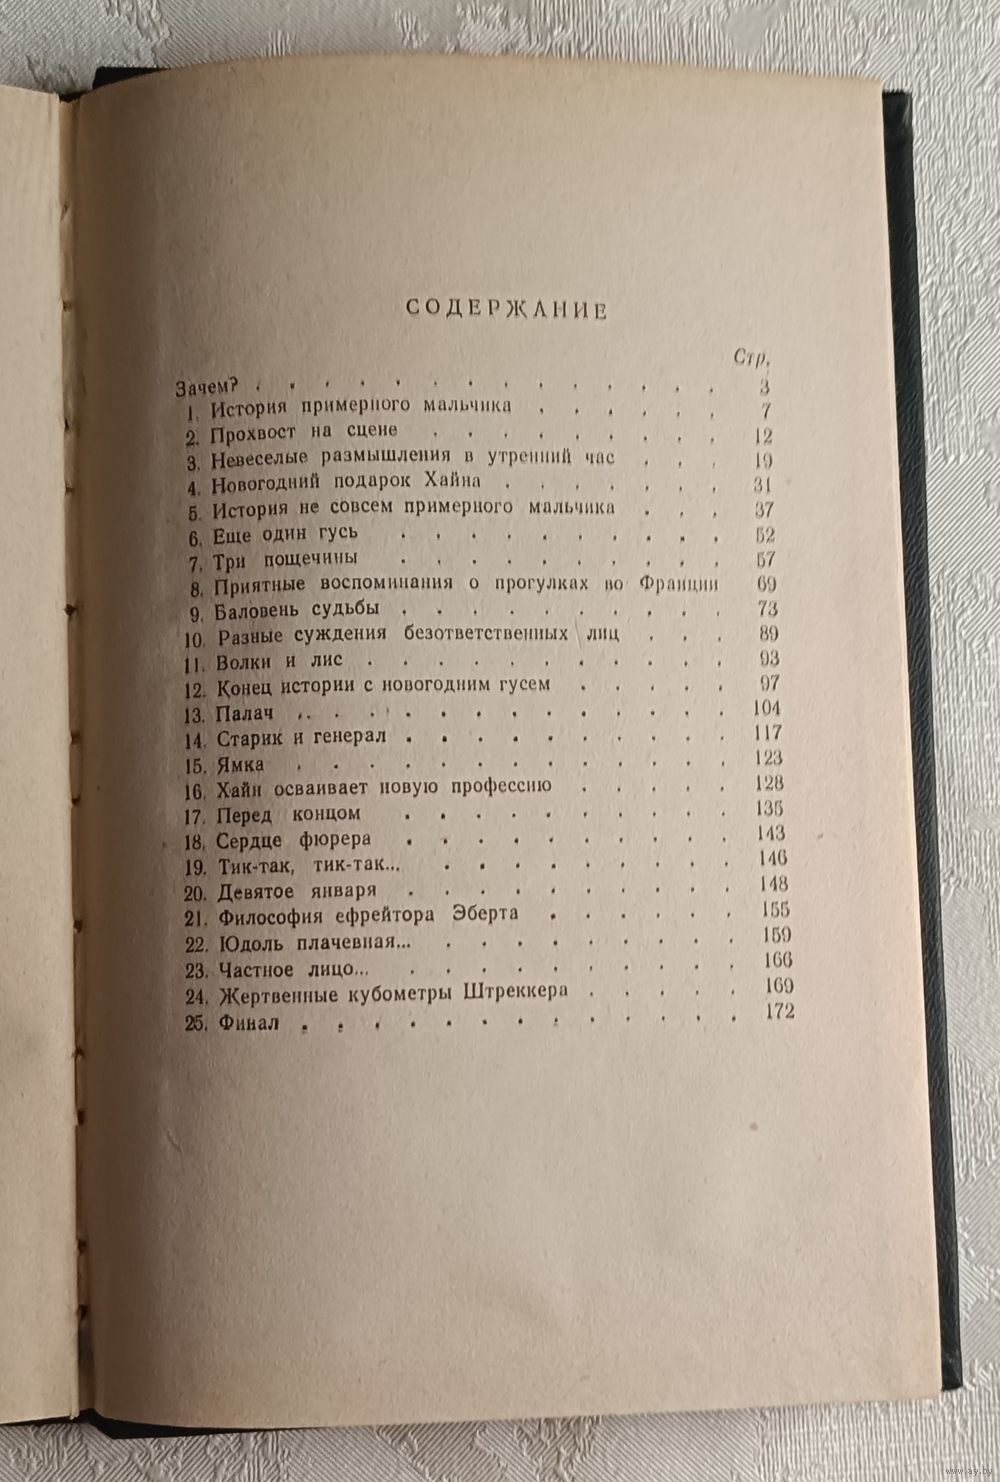 СОДЕРЖАНИЕ
Стр.
Зачем? . . . . . . . . . . . . . . 3
1. История примерного мальчика . . . . . . 7
2. Прохвост на сцене . . . . . . . . . 12
3. Невеселые размышления в утренний час . . . 19
4. Новогодний подарок Хайна . . . . . . . 31
5. История не совсем примерного мальчика . . . 37
6. Еще один гусь . . . . . . . . . . 52
7. Три пощечины . . . . . . . . . . 57
8. Приятные воспоминания о прогулках во Франции 69
9. Баловень судьбы . . . . . . . . . . 73
10. Разные суждения безответственных лиц . . . 89
11. Волки и лис . . . . . . . . . . . 93
12. Конец истории с новогодним гусем . . . . . 97
13. Палач . . . . . . . . . . . . . 104
14. Старик и генерал . . . . . . . . . . 117
15. Ямка . . . . . . . . . . . . . 123
16. Хайн осваивает новую профессию . . . . . 128
17. Перед концом . . . . . . . . . . 135
18. Сердце фюрера . . . . . . . . . . 143
19. Тик-так, тик-так... . . . . . . . . . 146
20. Девятое января . . . . . . . . . . 148
21. Философия ефрейтора Эберта . . . . . . 155
22. Юдоль плачевная... . . . . . . . . . 159
23. Частное лицо... . . . . . . . . . . 166
24. Жертвенные кубометры Штреккера . . . . . 169
25. Финал . . . . . . . . . . . . . 172
www.ay.by